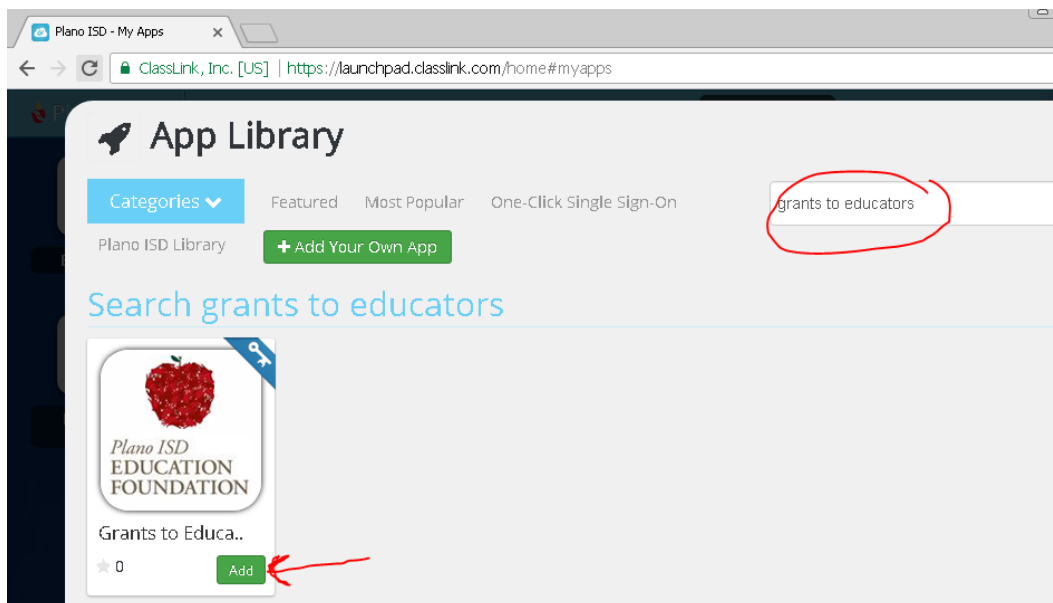 Plano ISD - My Apps
ClassLink, Inc. [US] | https://launchpad.classlink.com/home#myapps
App Library
Categories Featured Most Popular One-Click Single Sign-On grants to educators
Plano ISD Library + Add Your Own App
Search grants to educators
Plano ISD
EDUCATION
FOUNDATION
Grants to Educa..
0 Add